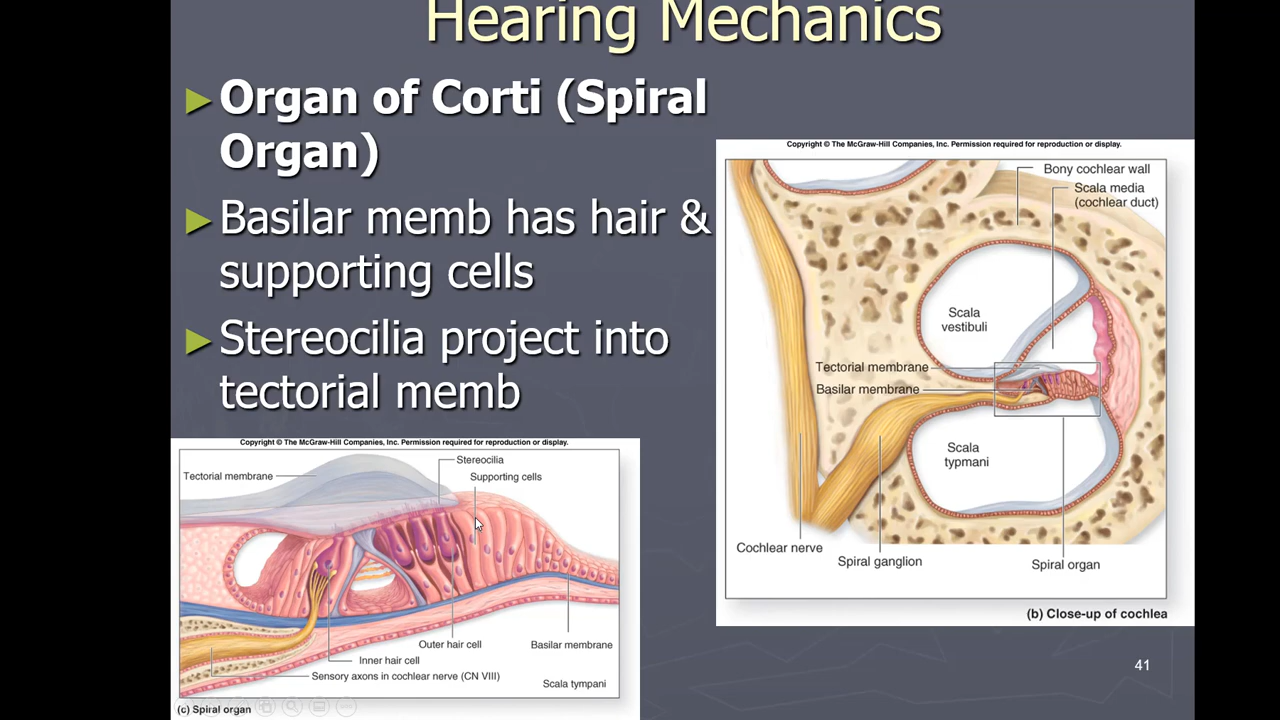 Hearing Mechanics
► Organ of Corti (Spiral
Organ)
► Basilar memb has hair &
supporting cells
► Stereocilia project into
tectorial memb
Copyright © The McGraw-Hill Companies, Inc. Permission required for reproduction or display.
Bony cochlear wall
Scala media
(cochlear duct)
Scala
vestibuli
Tectorial membrane
Basilar membrane
Scala
typmani
Cochlear nerve
Spiral ganglion
Spiral organ
(b) Close-up of cochlea
Copyright © The McGraw-Hill Companies, Inc. Permission required for reproduction or display.
Stereocilia
Tectorial membrane
Supporting cells
Outer hair cell
Basilar membrane
Inner hair cell
Sensory axons in cochlear nerve (CN VIII)
Scala tympani
(c) Spiral organ
41